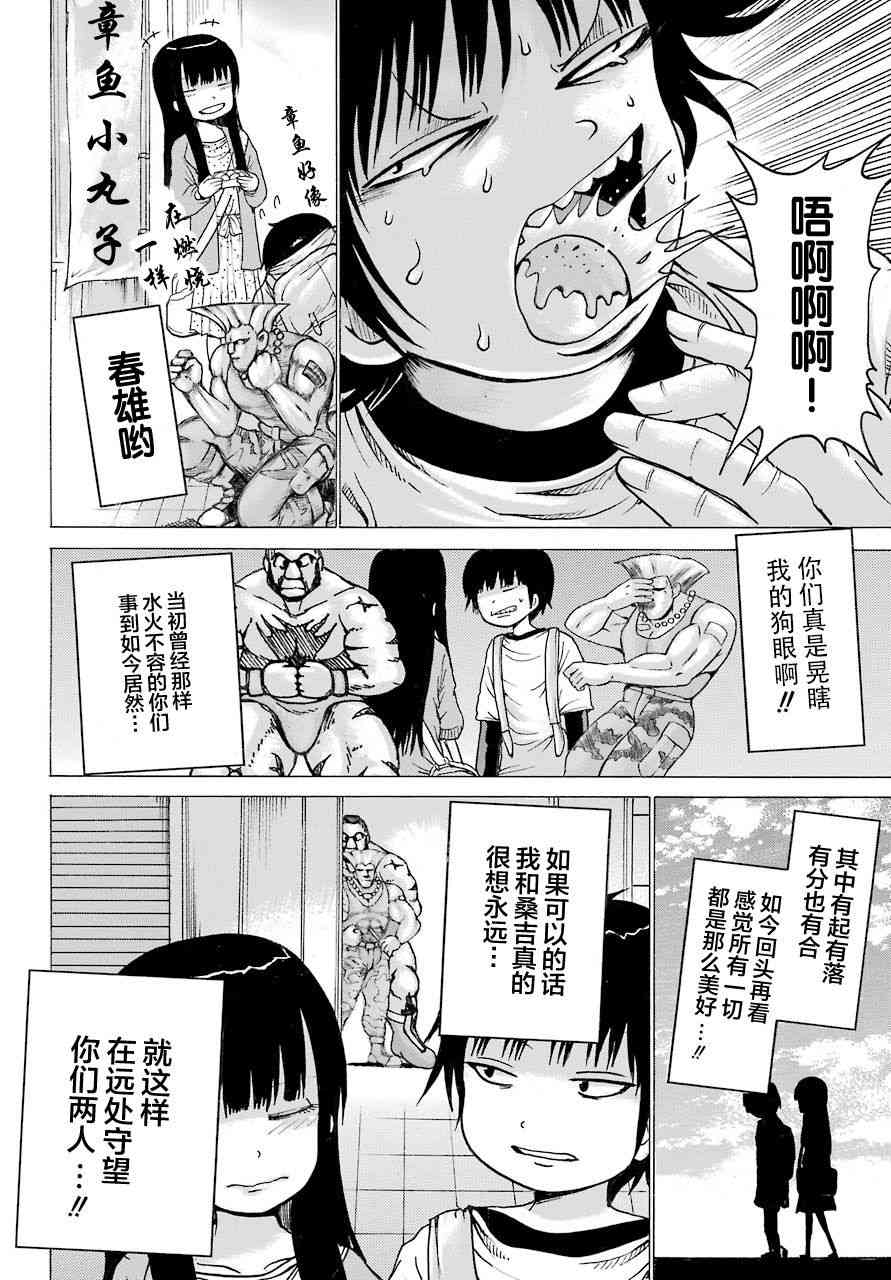 唔啊啊啊！
章鱼小丸子
章鱼好像
在燃烧
一样
春雄哟
你们真是晃瞎
我的狗眼啊!!
当初曾经那样
水火不容的你们
事到如今居然…
其中有起有落
有分也有合
如今回头再看
感觉所有一切
都是那么美好…!!
如果可以的话
我和桑吉真的
很想永远…
就这样
在远处守望
你们两人…!!